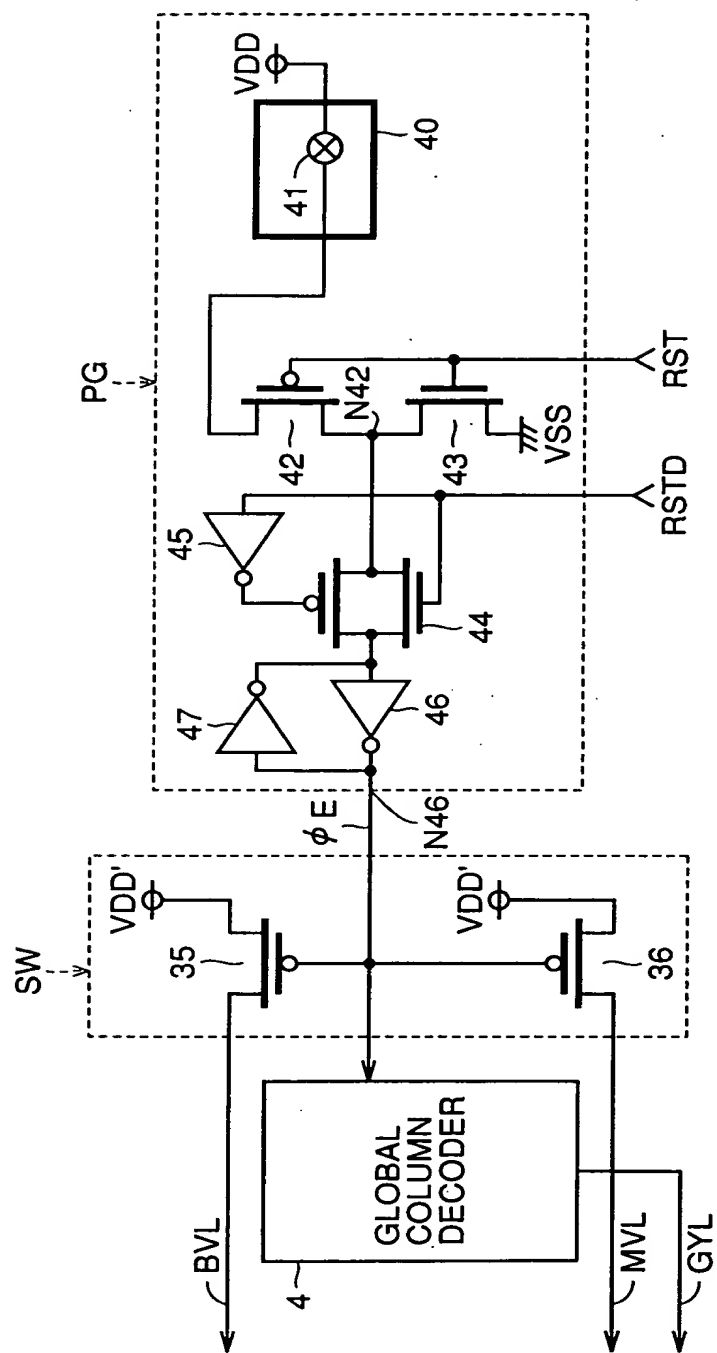 SW
PG
BVL
VDD'
35
φE
47
45
42
N42
41
VDD
40
4
GLOBAL
COLUMN
DECODER
N46
46
44
43
VSS
VDD'
36
MVL
GYL
RSTD
RST